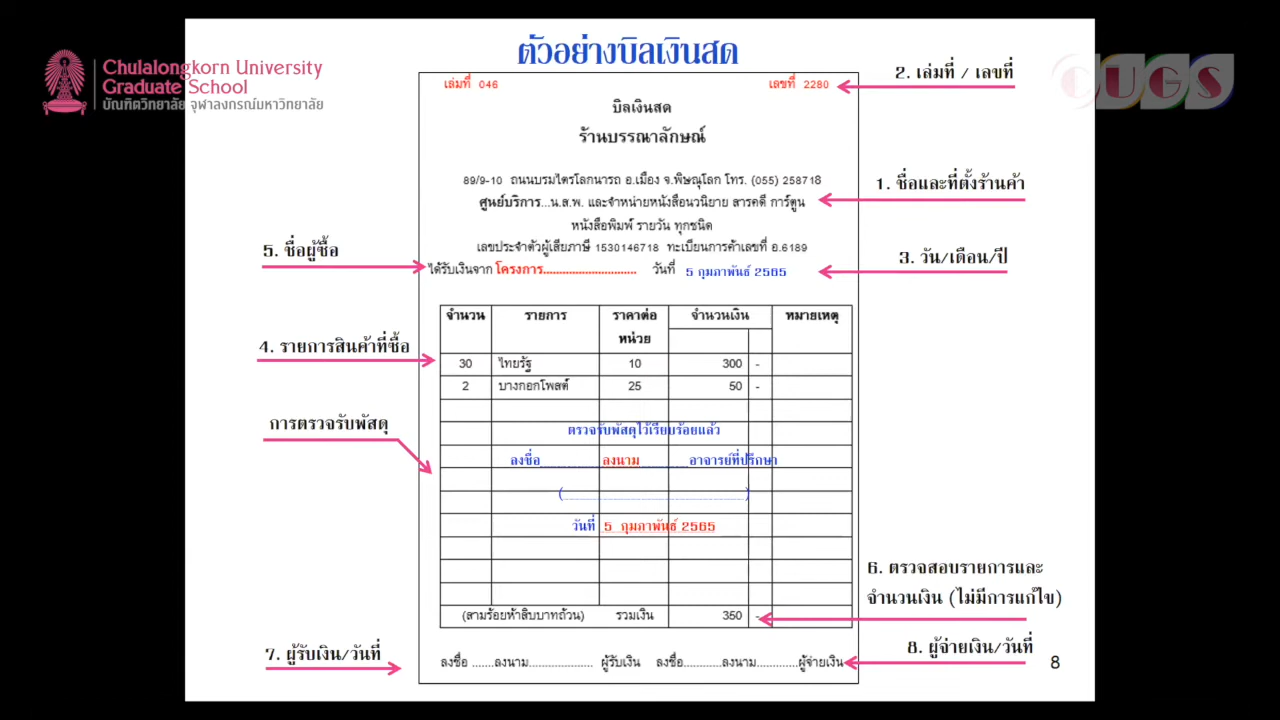 ตัวอย่างบิลเงินสด
Chulalongkorn University
Graduate School
บัณฑิตวิทยาลัย จุฬาลงกรณ์มหาวิทยาลัย
CUGS
2. เล่มที่ / เลขที่
เล่มที่ 046 เลขที่ 2280
บิลเงินสด
ร้านบรรณาลักษณ์
89/9-10 ถนนบรมไตรโลกนารถ อ.เมือง จ.พิษณุโลก โทร. (055) 258718
1. ชื่อและที่ตั้งร้านค้า
ศูนย์บริการ...น.ส.พ. และจำหน่ายหนังสือนวนิยาย สารคดี การ์ตูน
หนังสือพิมพ์ รายวัน ทุกชนิด
เลขประจำตัวผู้เสียภาษี 1530146718 ทะเบียนการค้าเลขที่ อ.6189
5. ชื่อผู้ซื้อ
3. วัน/เดือน/ปี
ได้รับเงินจาก โครงการ............................. วันที่ 5 กุมภาพันธ์ 2565
จำนวน รายการ ราคาต่อ จำนวนเงิน หมายเหตุ
หน่วย
4. รายการสินค้าที่ซื้อ
30 ไทยรัฐ 10 300 -
2 บางกอกโพสต์ 25 50 -
การตรวจรับพัสดุ
ตรวจรับพัสดุไว้เรียบร้อยแล้ว
ลงชื่อ................ลงนาม................อาจารย์ที่ปรึกษา
(................................................)
วันที่ 5 กุมภาพันธ์ 2565
6. ตรวจสอบรายการและ
จำนวนเงิน (ไม่มีการแก้ไข)
(สามร้อยห้าสิบบาทถ้วน) รวมเงิน 350 -
7. ผู้รับเงิน/วันที่
8. ผู้จ่ายเงิน/วันที่
ลงชื่อ .......ลงนาม.................... ผู้รับเงิน ลงชื่อ............ลงนาม.............ผู้จ่ายเงิน
8